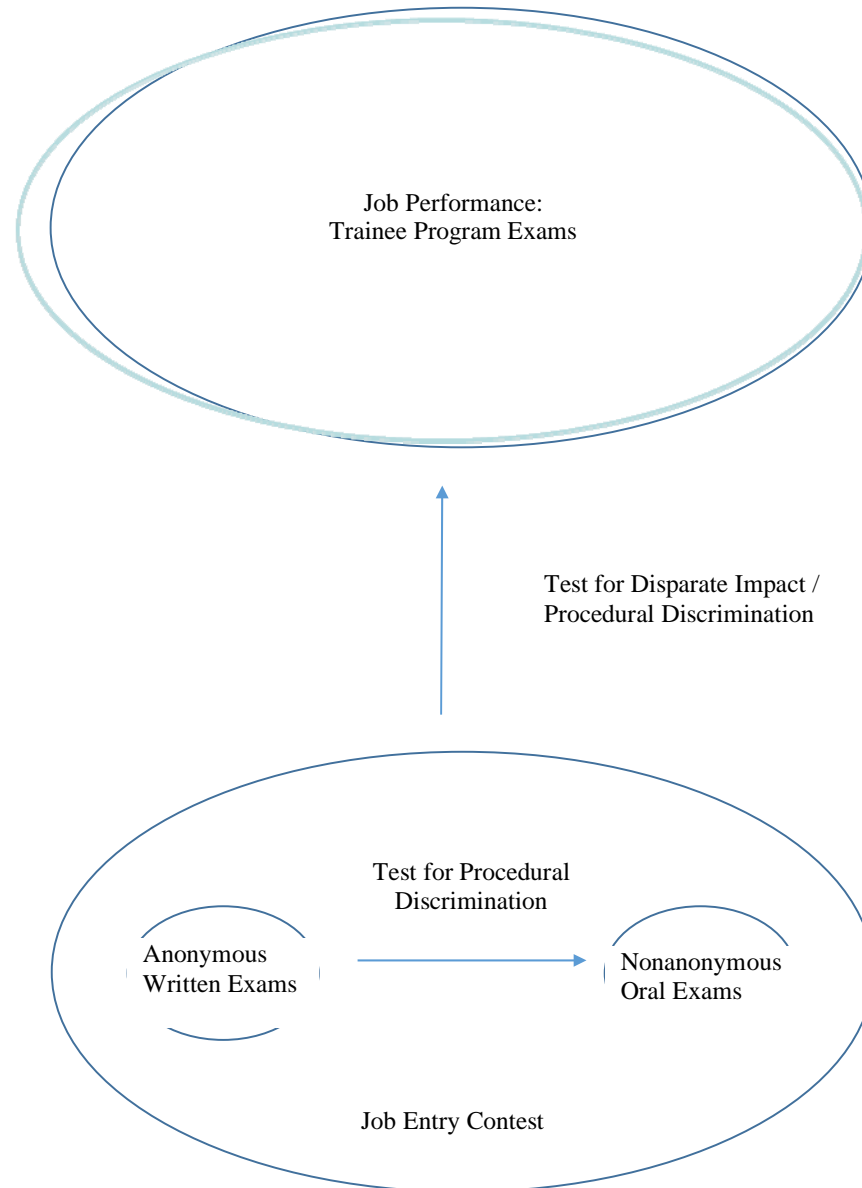 Job Performance:
Trainee Program Exams
Test for Disparate Impact /
Procedural Discrimination
Test for Procedural
Discrimination
Anonymous
Written Exams
Nonanonymous
Oral Exams
Job Entry Contest